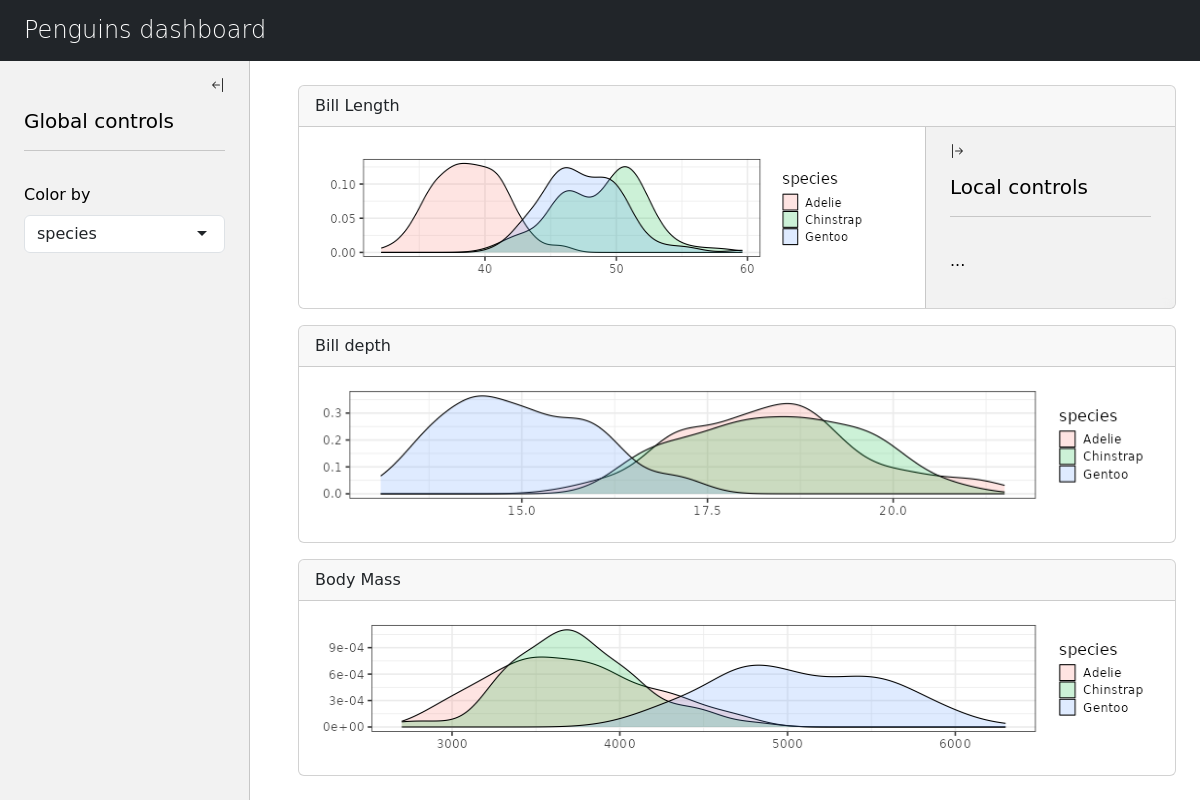 Penguins dashboard
Global controls
Color by
species
Bill Length
0.10
0.05
0.00
40 50 60
species
Adelie
Chinstrap
Gentoo
Local controls
...
Bill depth
0.3
0.2
0.1
0.0
15.0 17.5 20.0
species
Adelie
Chinstrap
Gentoo
Body Mass
9e-04
6e-04
3e-04
0e+00
3000 4000 5000 6000
species
Adelie
Chinstrap
Gentoo